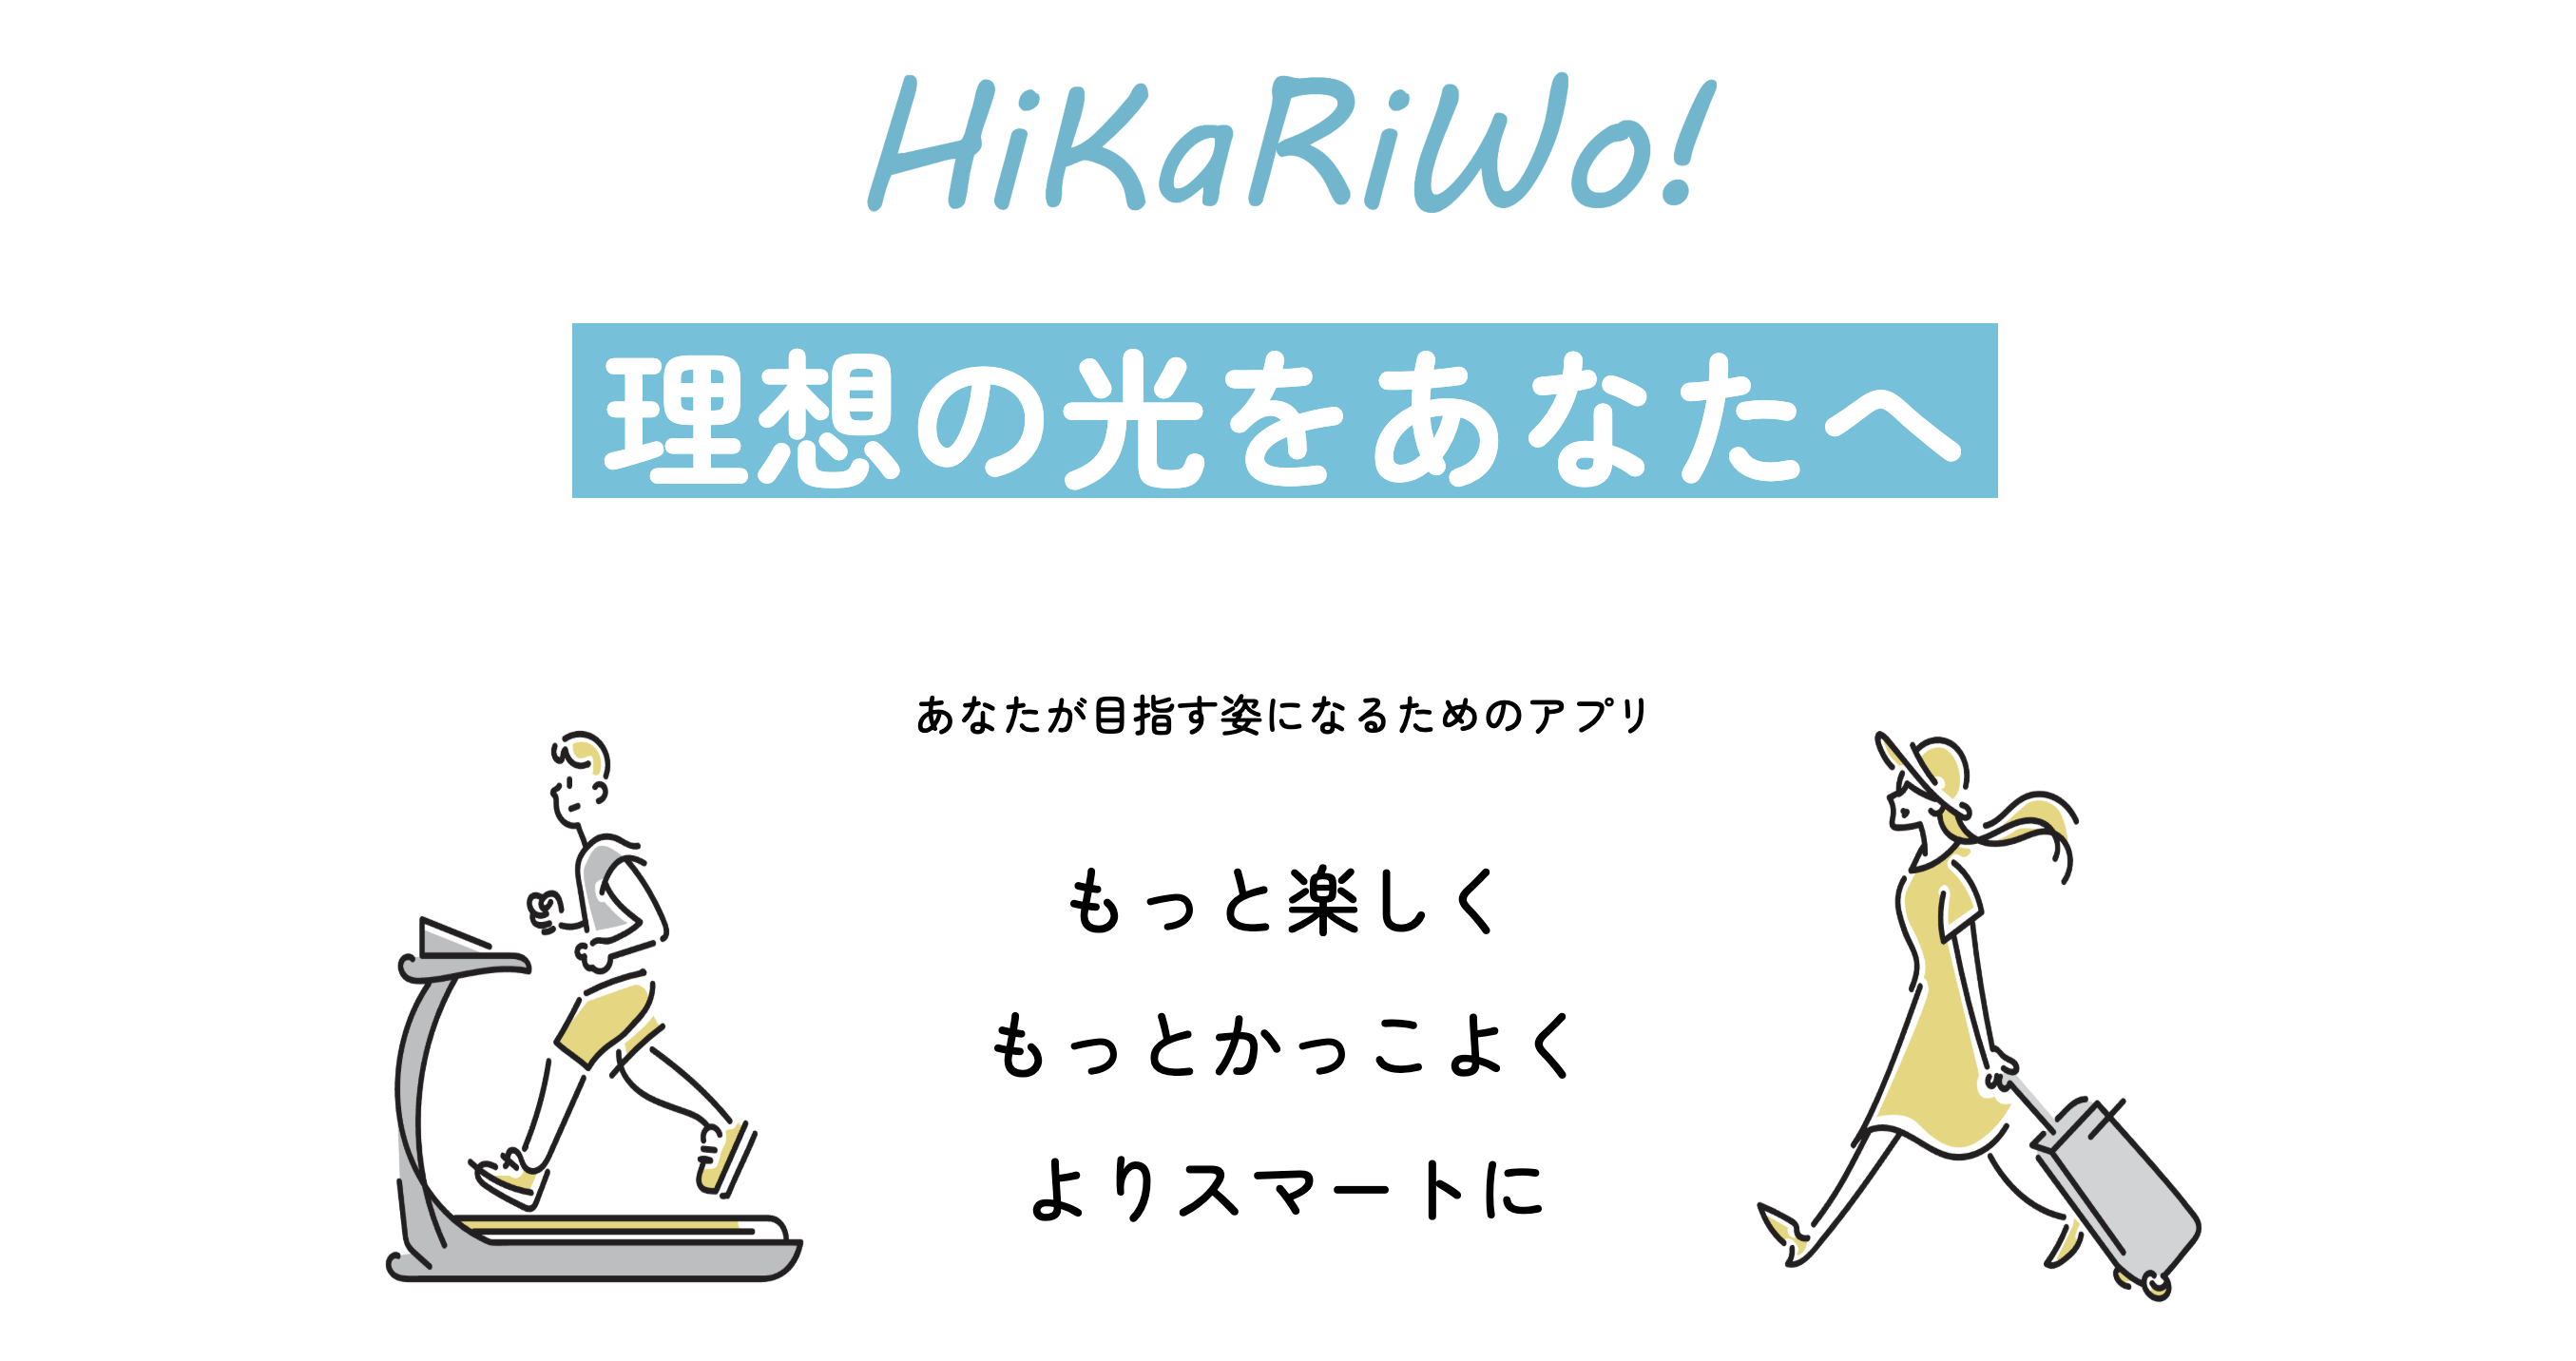 HiKaRiWo!
理想の光をあなたへ
あなたが目指す姿になるためのアプリ
もっと楽しく
もっとかっこよく
よりスマートに